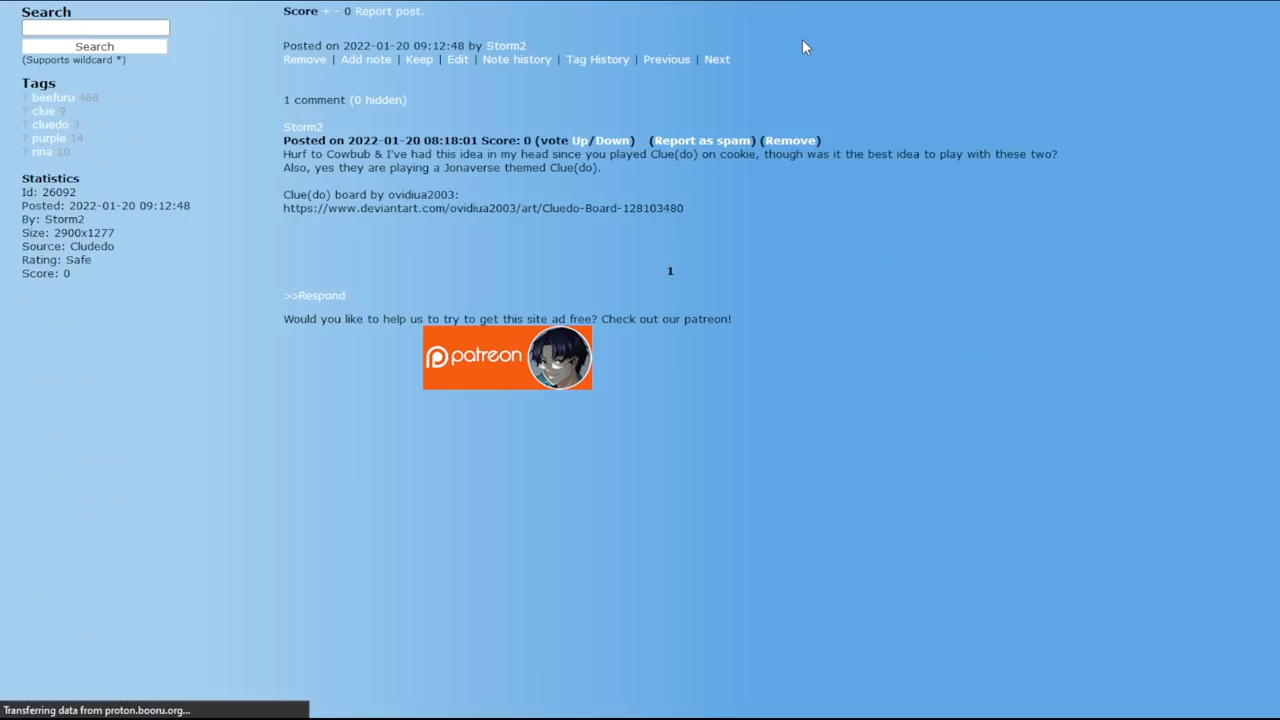 Search
Search
(Supports wildcard *)
Tags
? beefuru 468
? clue 9
? cluedo 3
? purple 14
? rina 10
Statistics
Id: 26092
Posted: 2022-01-20 09:12:48
By: Storm2
Size: 2900x1277
Source: Cludedo
Rating: Safe
Score: 0
Score + - 0 Report post.
Posted on 2022-01-20 09:12:48 by Storm2
Remove | Add note | Keep | Edit | Note history | Tag History | Previous | Next
1 comment (0 hidden)
Storm2
Posted on 2022-01-20 08:18:01 Score: 0 (vote Up/Down) (Report as spam) (Remove)
Hurf to Cowbub & I've had this idea in my head since you played Clue(do) on cookie, though was it the best idea to play with these two?
Also, yes they are playing a Jonaverse themed Clue(do).
Clue(do) board by ovidiua2003:
https://www.deviantart.com/ovidiua2003/art/Cluedo-Board-128103480
1
>>Respond
Would you like to help us to try to get this site ad free? Check out our patreon!
patreon
Transferring data from proton.booru.org...